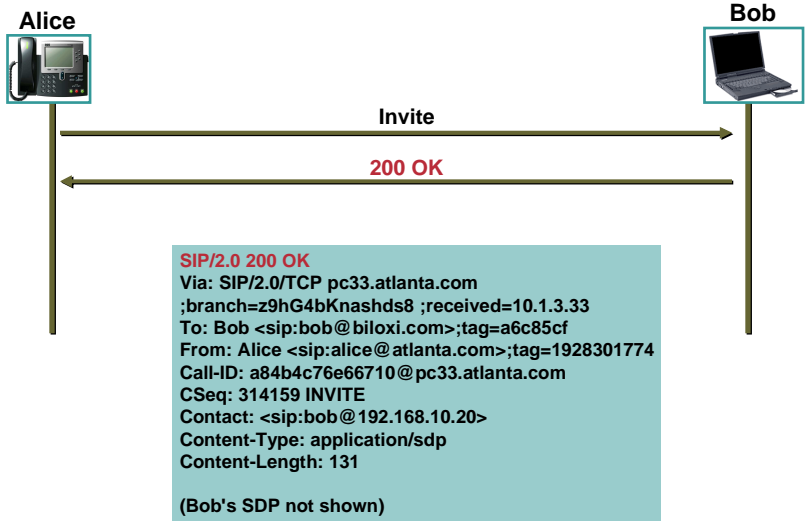 Alice
Bob
Invite
200 OK
SIP/2.0 200 OK
Via: SIP/2.0/TCP pc33.atlanta.com
;branch=z9hG4bKnashds8 ;received=10.1.3.33
To: Bob <sip:bob@biloxi.com>;tag=a6c85cf
From: Alice <sip:alice@atlanta.com>;tag=1928301774
Call-ID: a84b4c76e66710@pc33.atlanta.com
CSeq: 314159 INVITE
Contact: <sip:bob@192.168.10.20>
Content-Type: application/sdp
Content-Length: 131
(Bob's SDP not shown)